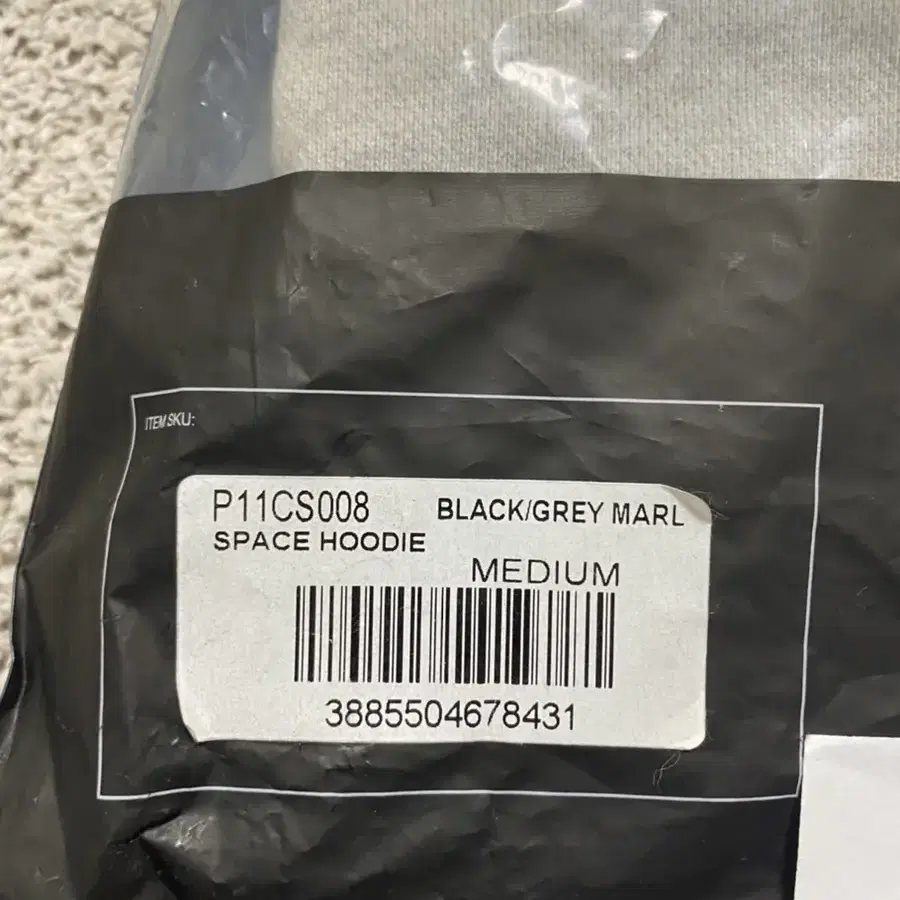 ITEM SKU:
P11CS008 BLACK/GREY MARL
SPACE HOODIE
MEDIUM
3885504678431